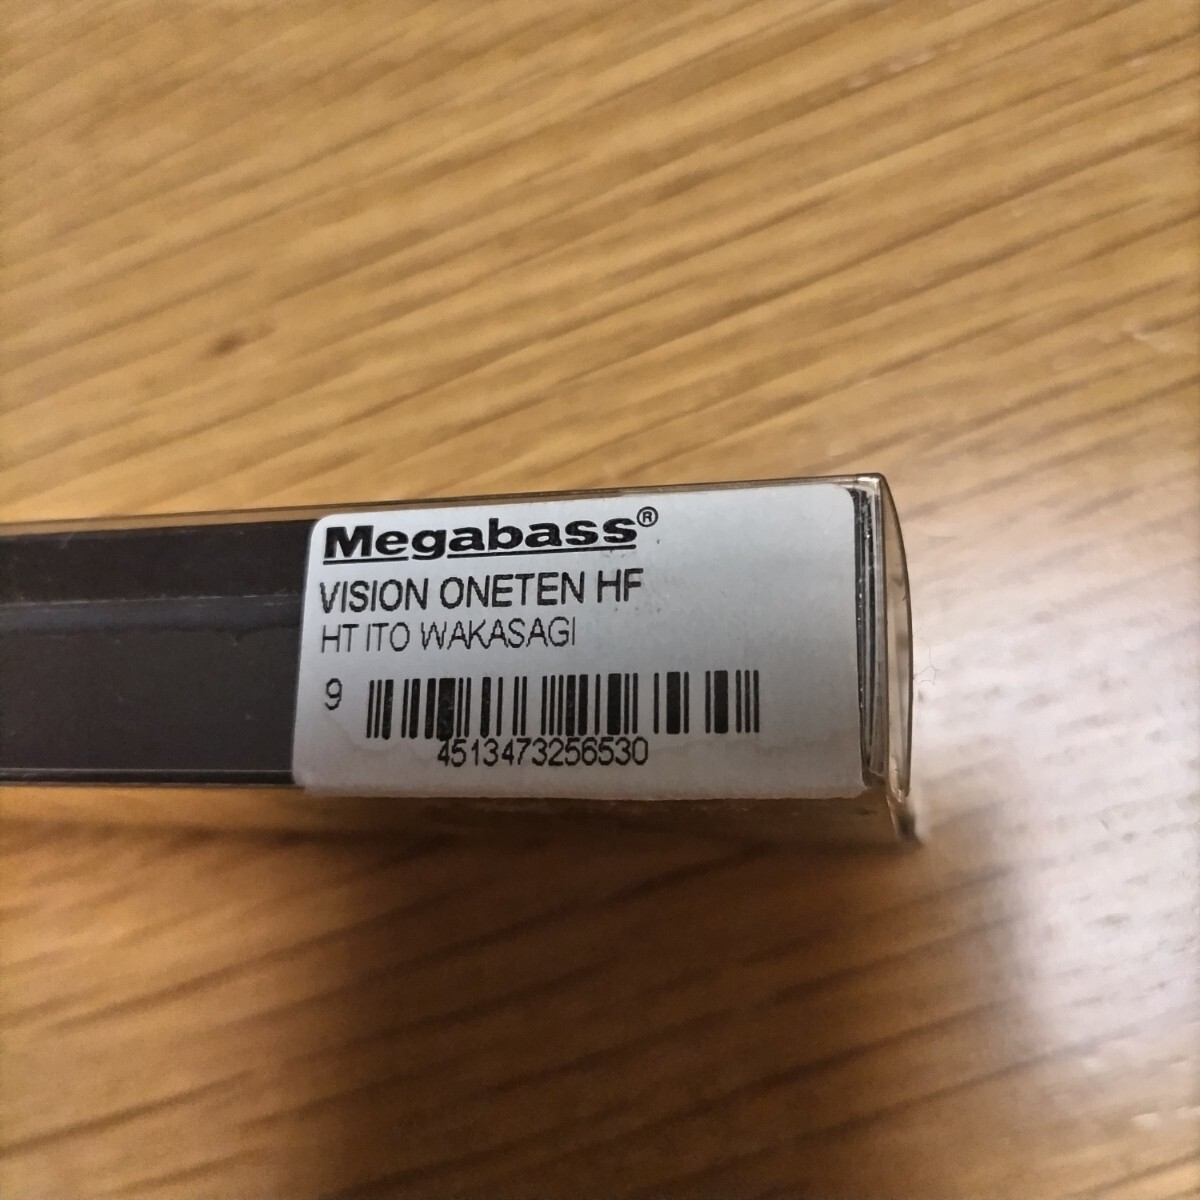 Megabass®
VISION ONETEN HF
HT ITO WAKASAGI
9
4513473256530